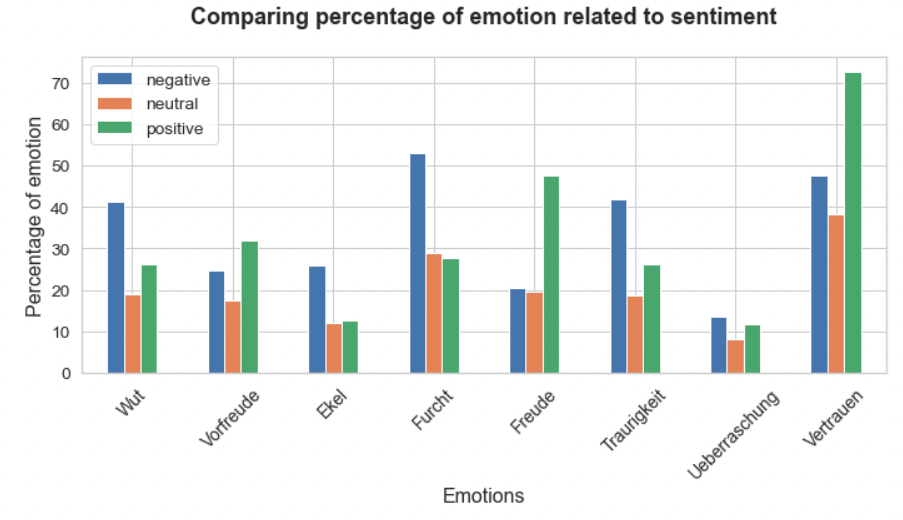 Comparing percentage of emotion related to sentiment
negative
neutral
positive
Percentage of emotion
70
60
50
40
30
20
10
0
Wut
Vorfreude
Ekel
Furcht
Freude
Traurigkeit
Ueberraschung
Vertrauen
Emotions